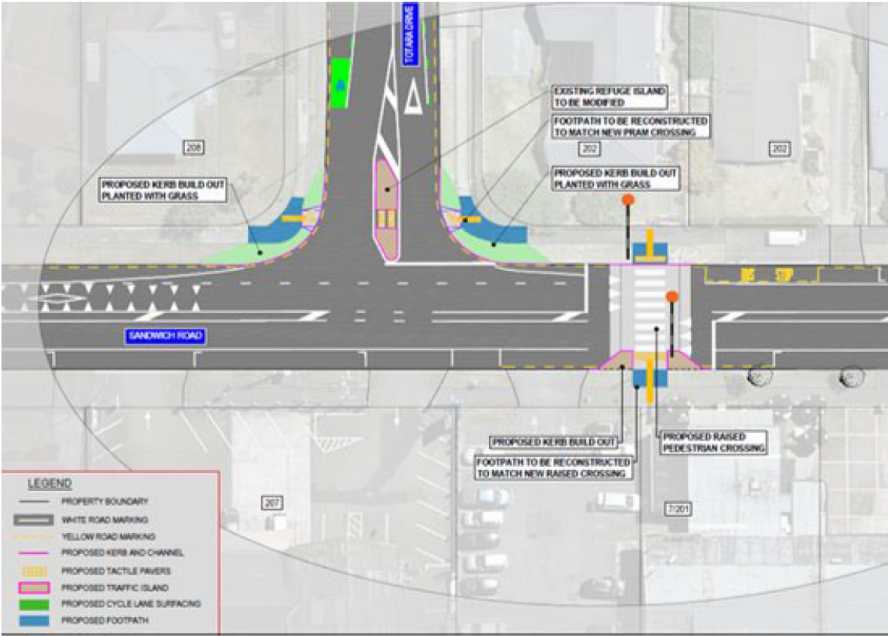 TOTARA DRIVE
EXISTING REFUGE ISLAND
TO BE MODIFIED
FOOTPATH TO BE RECONSTRUCTED
TO MATCH NEW PRAM CROSSING
208
202
202
PROPOSED KERB BUILD OUT
PLANTED WITH GRASS
PROPOSED KERB BUILD OUT
PLANTED WITH GRASS
BUS STOP
SANDWICH ROAD
PROPOSED KERB BUILD OUT
PROPOSED RAISED
PEDESTRIAN CROSSING
FOOTPATH TO BE RECONSTRUCTED
TO MATCH NEW RAISED CROSSING
207
7/201
LEGEND
PROPERTY BOUNDARY
WHITE ROAD MARKING
YELLOW ROAD MARKING
PROPOSED KERB AND CHANNEL
PROPOSED TACTILE PAVERS
PROPOSED TRAFFIC ISLAND
PROPOSED CYCLE LANE SURFACING
PROPOSED FOOTPATH